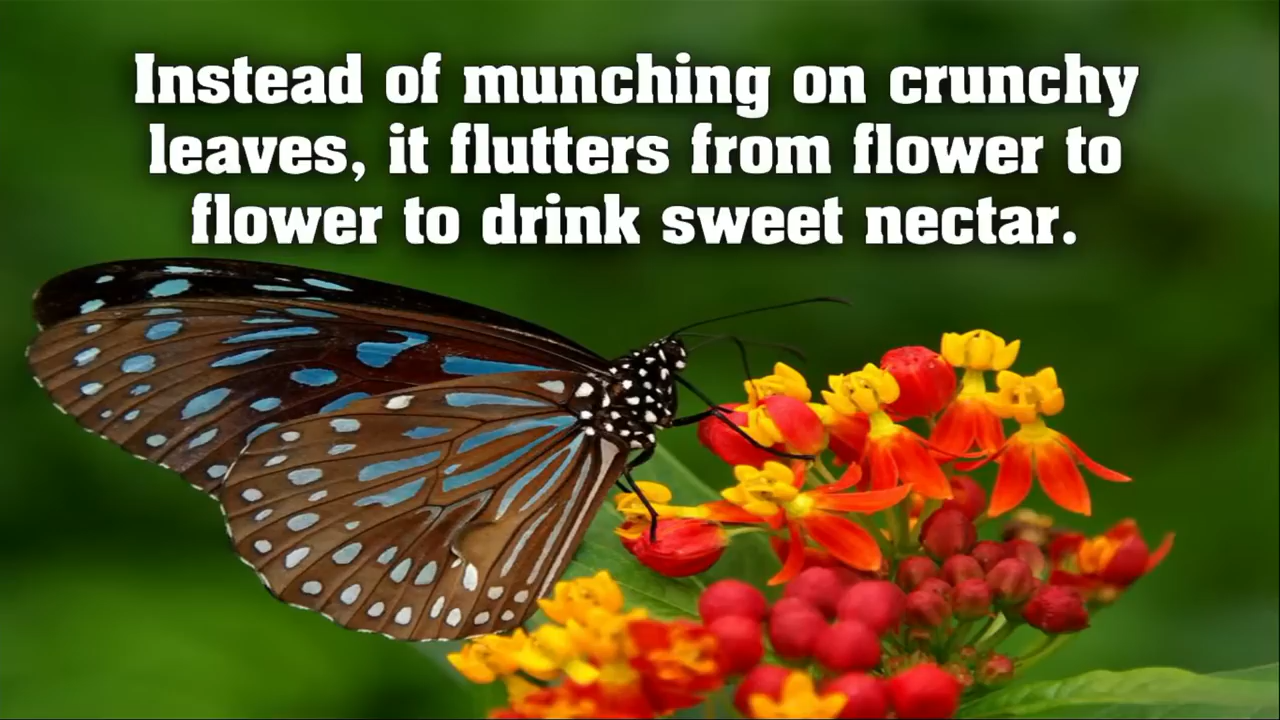 Instead of munching on crunchy
leaves, it flutters from flower to
flower to drink sweet nectar.